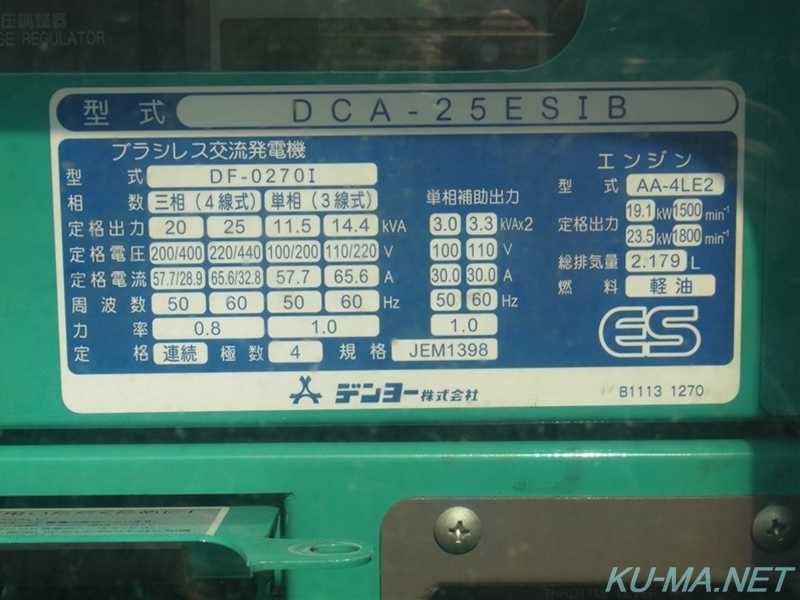 圧調整器
GE REGULATOR
型 式 DCA-25ESIB
ブラシレス交流発電機
型 式 DF-0270I
相 数 三相(4線式) 単相(3線式)
定格出力 20 25 11.5 14.4 kVA
定格電圧 200/400 220/440 100/200 110/220 V
定格電流 57.7/28.9 65.6/32.8 57.7 65.6 A
周波数 50 60 50 60 Hz
力 率 0.8 1.0
定 格 連続 極数 4 規格 JEM1398
単相補助出力
3.0 3.3 kVAx2
100 110 V
30.0 30.0 A
50 60 Hz
1.0
エンジン
型 式 AA-4LE2
定格出力 19.1 kW 1500 min⁻¹
23.5 kW 1800 min⁻¹
総排気量 2.179 L
燃 料 軽油
ES
デンヨー株式会社
B1113 1270
KU-MA.NET